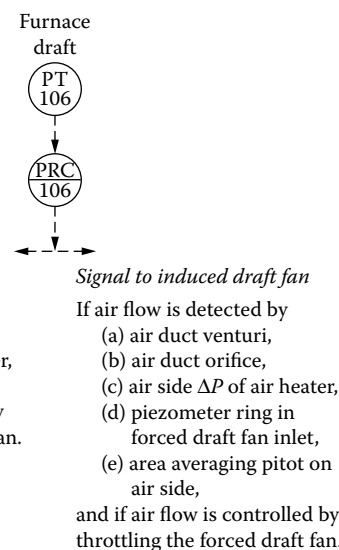 Furnace
draft
PT
106
PRC
106
Signal to induced draft fan
If air flow is detected by
(a) air duct venturi,
(b) air duct orifice,
(c) air side ΔP of air heater,
(d) piezometer ring in
forced draft fan inlet,
(e) area averaging pitot on
air side,
and if air flow is controlled by
throttling the forced draft fan.